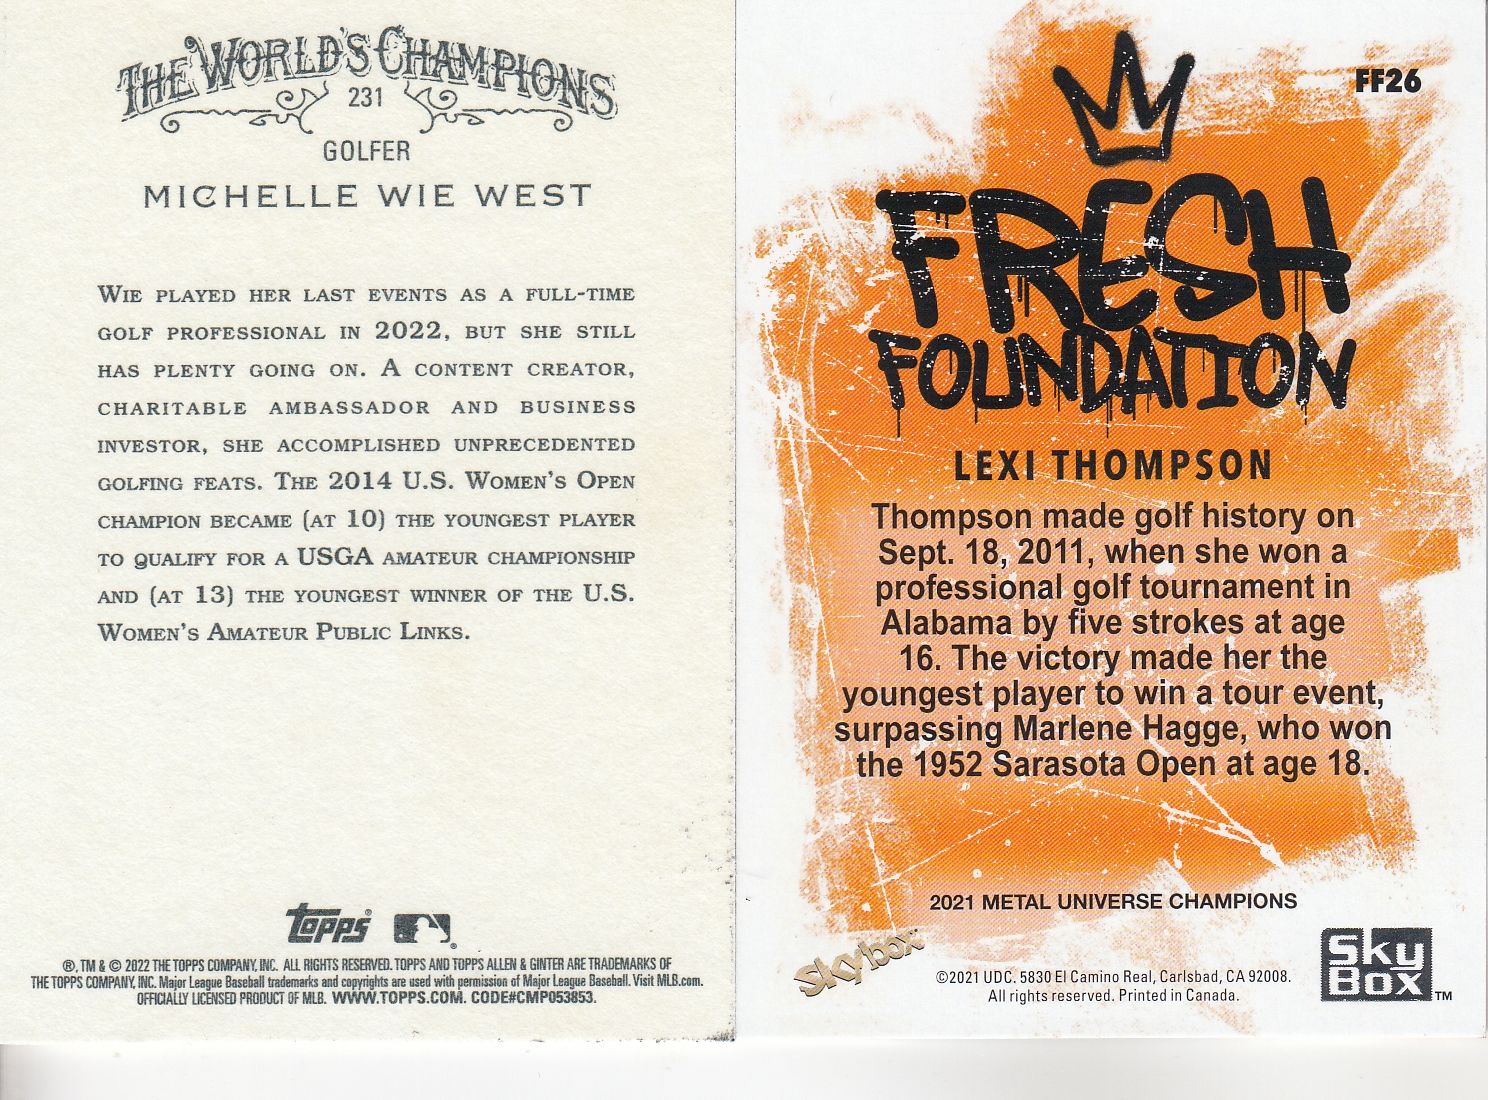 THE WORLD'S CHAMPIONS
231
GOLFER
MICHELLE WIE WEST
WIE PLAYED HER LAST EVENTS AS A FULL-TIME
GOLF PROFESSIONAL IN 2022, BUT SHE STILL
HAS PLENTY GOING ON. A CONTENT CREATOR,
CHARITABLE AMBASSADOR AND BUSINESS
INVESTOR, SHE ACCOMPLISHED UNPRECEDENTED
GOLFING FEATS. THE 2014 U.S. WOMEN'S OPEN
CHAMPION BECAME (AT 10) THE YOUNGEST PLAYER
TO QUALIFY FOR A USGA AMATEUR CHAMPIONSHIP
AND (AT 13) THE YOUNGEST WINNER OF THE U.S.
WOMEN'S AMATEUR PUBLIC LINKS.
TOPPS®
®, TM & © 2022 THE TOPPS COMPANY, INC. ALL RIGHTS RESERVED. TOPPS AND TOPPS ALLEN & GINTER ARE TRADEMARKS OF
THE TOPPS COMPANY, INC. Major League Baseball trademarks and copyrights are used with permission of Major League Baseball. Visit MLB.com.
OFFICIALLY LICENSED PRODUCT OF MLB. WWW.TOPPS.COM. CODE#CMP053853.
FF26
FRESH
FOUNDATION
LEXI THOMPSON
Thompson made golf history on
Sept. 18, 2011, when she won a
professional golf tournament in
Alabama by five strokes at age
16. The victory made her the
youngest player to win a tour event,
surpassing Marlene Hagge, who won
the 1952 Sarasota Open at age 18.
2021 METAL UNIVERSE CHAMPIONS
skybox
©2021 UDC. 5830 El Camino Real, Carlsbad, CA 92008.
All rights reserved. Printed in Canada.
Sky
Box™